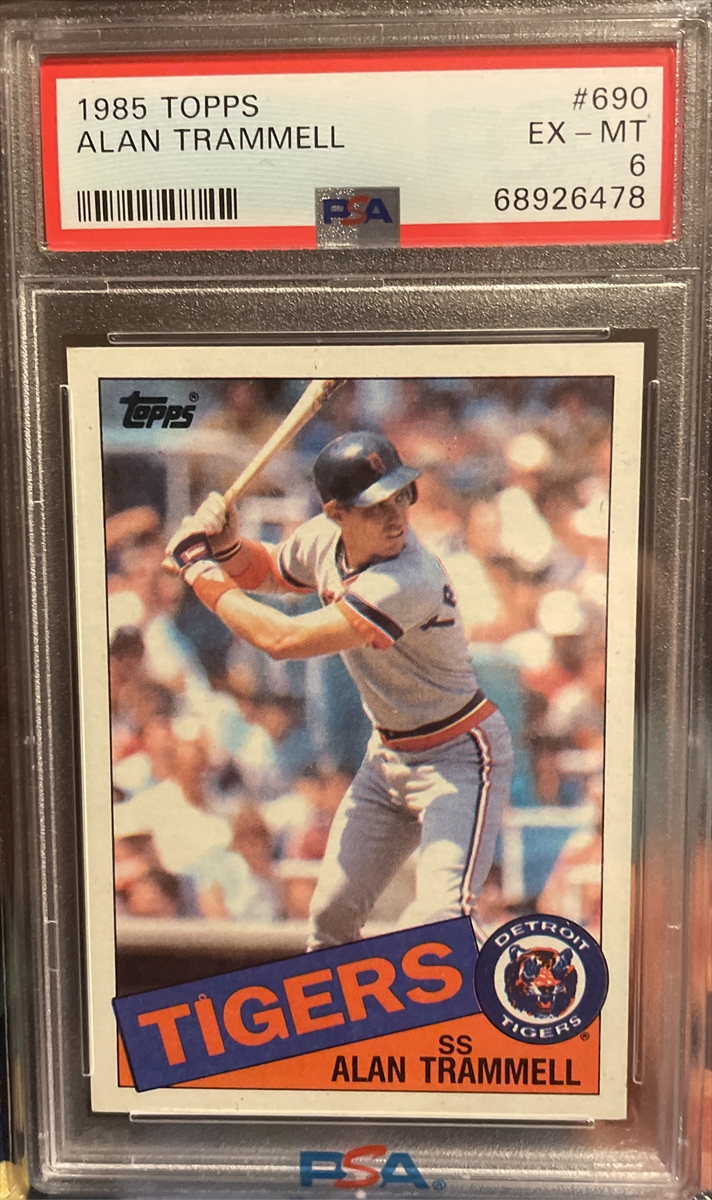 1985 TOPPS #690
ALAN TRAMMELL EX - MT
6
PSA 68926478
topps®
TIGERS
DETROIT
TIGERS®
SS
ALAN TRAMMELL
PSA®